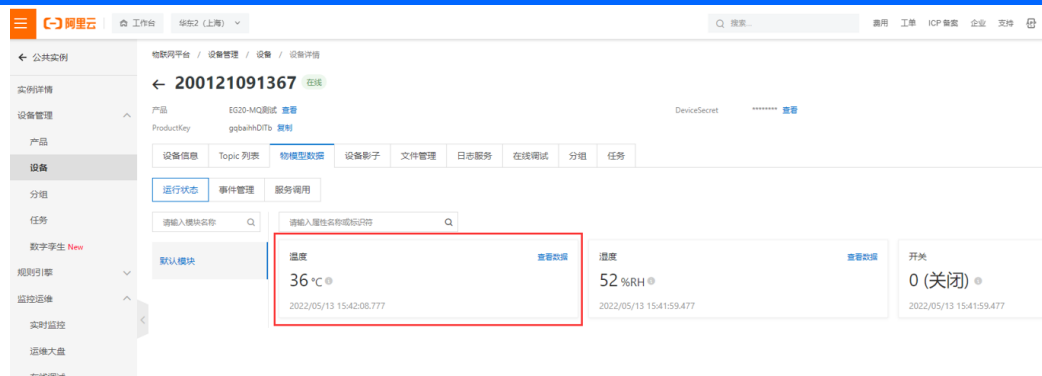 阿里云 工作台 华东2（上海） 搜索... 费用 工单 ICP 备案 企业 支持
公共实例
物联网平台 / 设备管理 / 设备 / 设备详情
200121091367 在线
实例详情
产品 EG20-MQ测试 查看 DeviceSecret ******** 查看
设备管理
ProductKey gqbaihhDlTb 复制
产品
设备信息 Topic 列表 物模型数据 设备影子 文件管理 日志服务 在线调试 分组 任务
设备
运行状态 事件管理 服务调用
分组
任务
请输入模块名称 请输入属性名称或标识符
数字孪生 New
默认模块
温度 查看数据 湿度 查看数据 开关
规则引擎
36 °C 52 %RH 0 (关闭)
监控运维
2022/05/13 15:42:08.777 2022/05/13 15:41:59.477 2022/05/13 15:41:59.477
实时监控
运维大盘